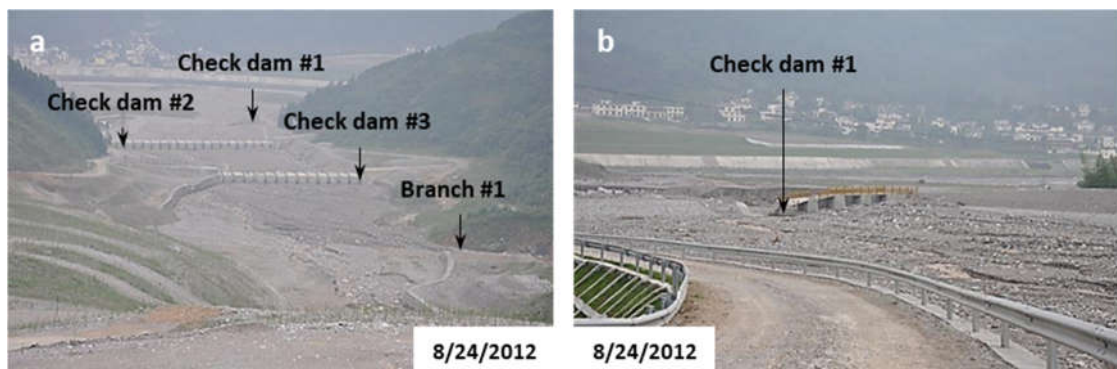 a
Check dam #1
Check dam #2
Check dam #3
Branch #1
8/24/2012
b
Check dam #1
8/24/2012